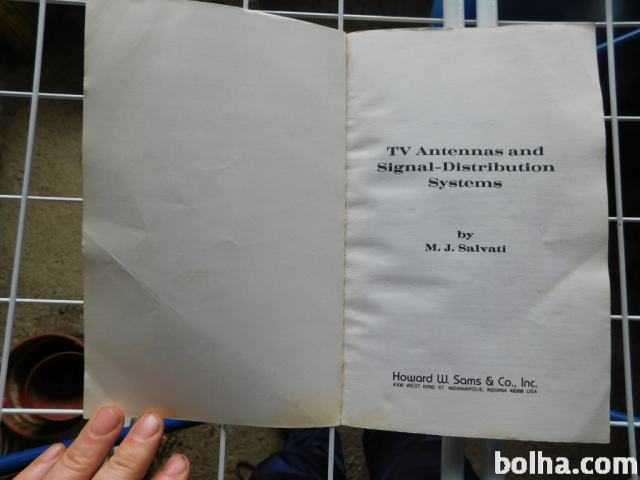 TV Antennas and
Signal-Distribution
Systems
by
M. J. Salvati
Howard W. Sams & Co., Inc.
4300 WEST 62ND ST. INDIANAPOLIS, INDIANA 46268 USA
bolha.com